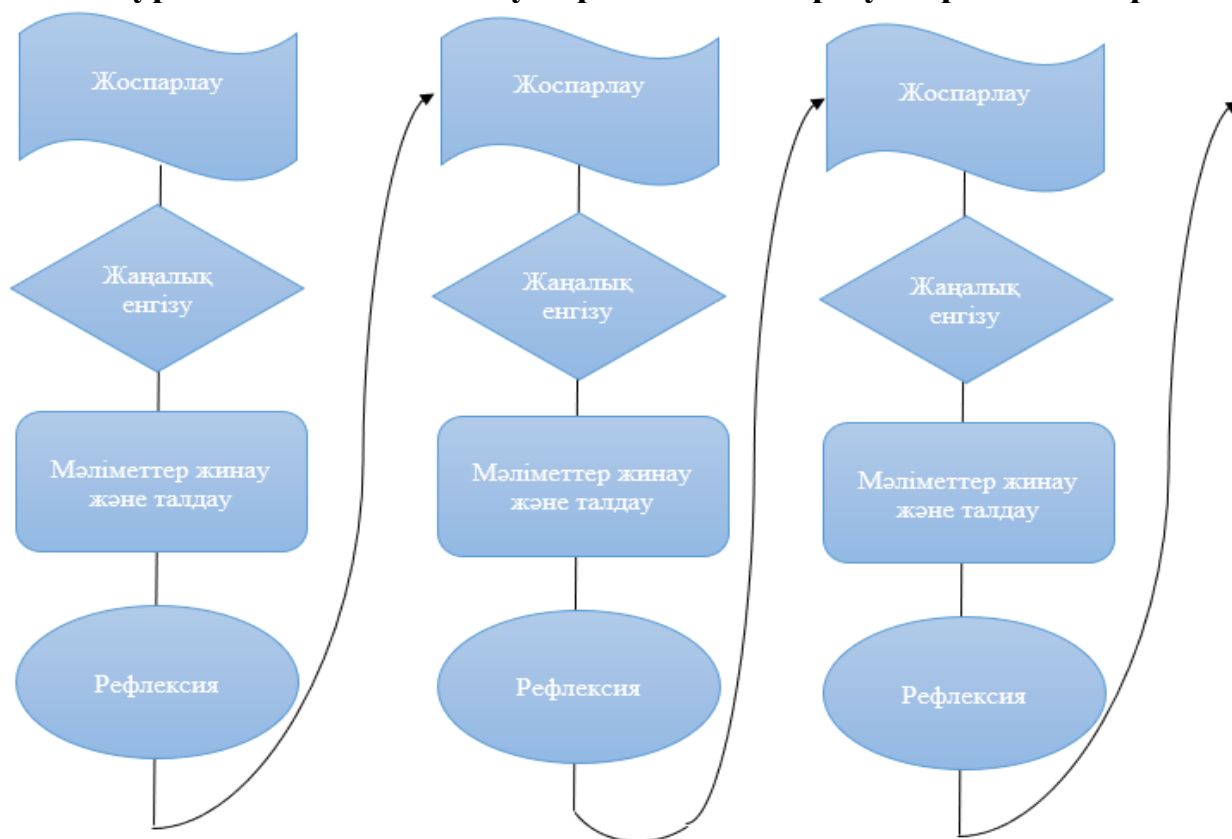 Жоспарлау
Жаңалық
енгізу
Мәліметтер жинау
және талдау
Рефлексия
Жоспарлау
Жаңалық
енгізу
Мәліметтер жинау
және талдау
Рефлексия
Жоспарлау
Жаңалық
енгізу
Мәліметтер жинау
және талдау
Рефлексия